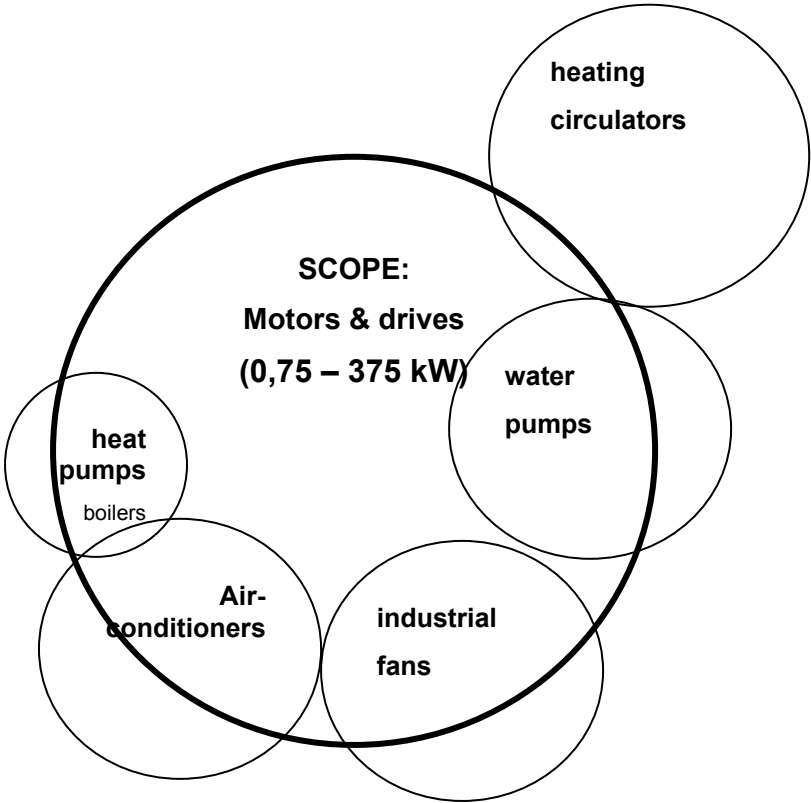 heating
circulators
SCOPE:
Motors & drives
(0,75 – 375 kW)
water
pumps
heat
pumps
boilers
Air-
conditioners
industrial
fans